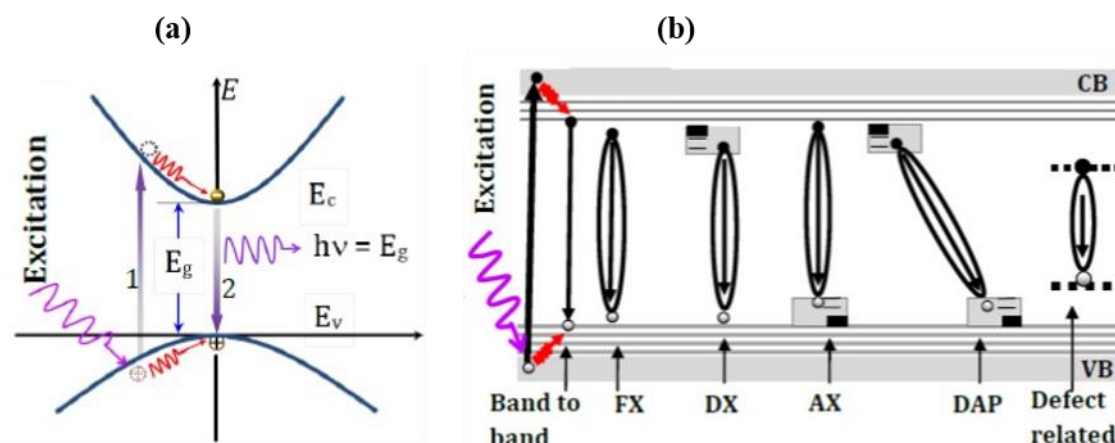 (a)
(b)
E
Excitation
E_c
E_g
hν = E_g
1
2
E_v
Excitation
CB
VB
Band to
band
FX
DX
AX
DAP
Defect
related